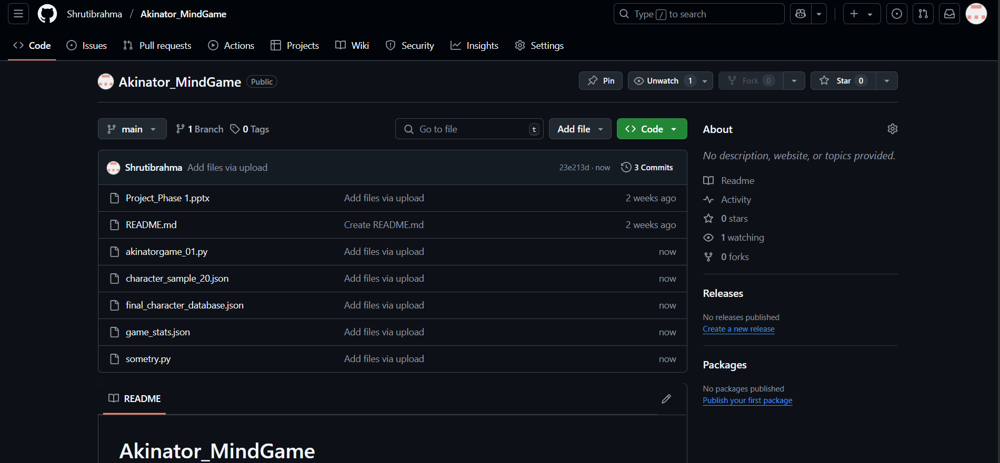 Shrutibrahma / Akinator_MindGame
Type / to search
Code Issues Pull requests Actions Projects Wiki Security Insights Settings
Akinator_MindGame Public
Pin Unwatch 1 Fork 0 Star 0
main 1 Branch 0 Tags Go to file t Add file Code
Shrutibrahma Add files via upload 23e213d · now 3 Commits
Project_Phase 1.pptx Add files via upload 2 weeks ago
README.md Create README.md 2 weeks ago
akinatorgame_01.py Add files via upload now
character_sample_20.json Add files via upload now
final_character_database.json Add files via upload now
game_stats.json Add files via upload now
sometry.py Add files via upload now
README
Akinator_MindGame
About
No description, website, or topics provided.
Readme
Activity
0 stars
1 watching
0 forks
Releases
No releases published
Create a new release
Packages
No packages published
Publish your first package